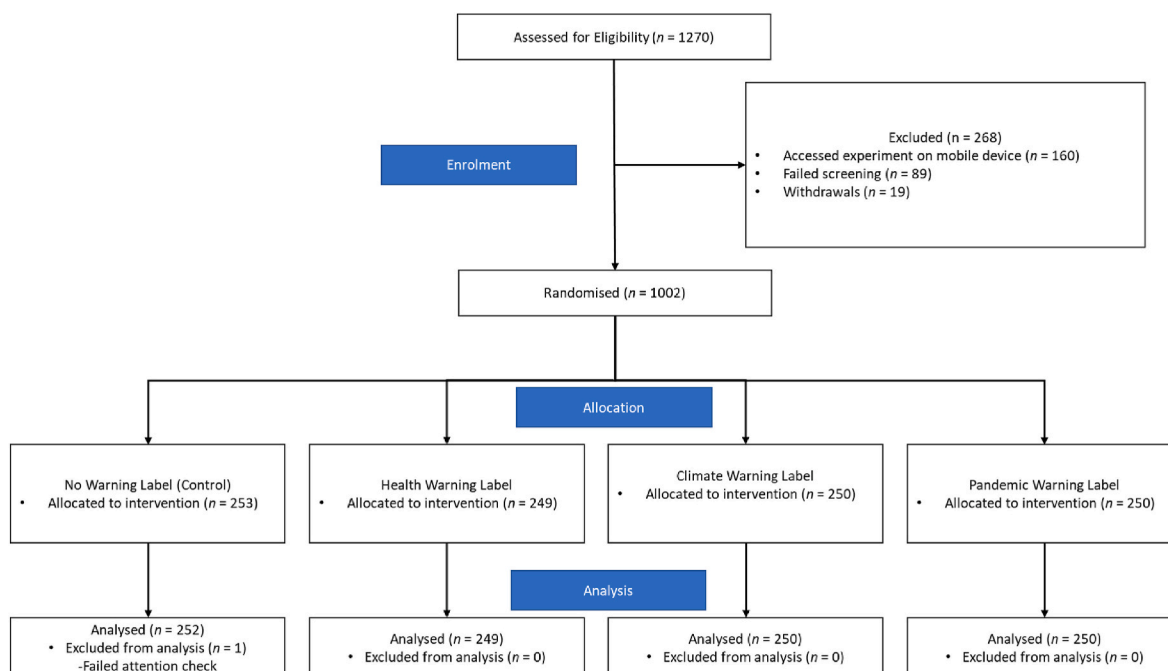 Assessed for Eligibility (n = 1270)
Enrolment
Excluded (n = 268)
• Accessed experiment on mobile device (n = 160)
• Failed screening (n = 89)
• Withdrawals (n = 19)
Randomised (n = 1002)
Allocation
No Warning Label (Control)
• Allocated to intervention (n = 253)
Health Warning Label
• Allocated to intervention (n = 249)
Climate Warning Label
• Allocated to intervention (n = 250)
Pandemic Warning Label
• Allocated to intervention (n = 250)
Analysis
Analysed (n = 252)
• Excluded from analysis (n = 1)
-Failed attention check
Analysed (n = 249)
• Excluded from analysis (n = 0)
Analysed (n = 250)
• Excluded from analysis (n = 0)
Analysed (n = 250)
• Excluded from analysis (n = 0)